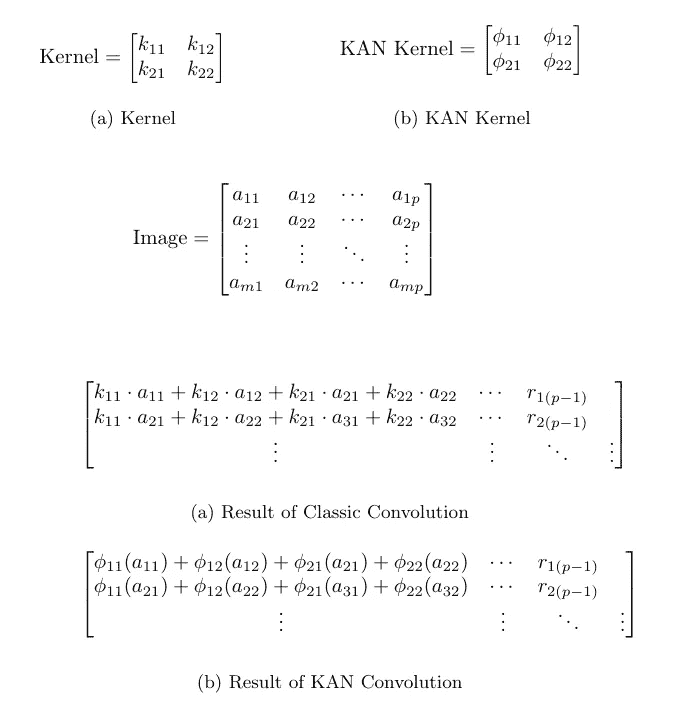 Kernel = [k₁₁ k₁₂
k₂₁ k₂₂]
(a) Kernel
KAN Kernel = [ϕ₁₁ ϕ₁₂
ϕ₂₁ ϕ₂₂]
(b) KAN Kernel
Image = [a₁₁ a₁₂ ⋯ a₁ₚ
a₂₁ a₂₂ ⋯ a₂ₚ
⋮ ⋮ ⋱ ⋮
aₘ₁ aₘ₂ ⋯ aₘₚ]
[k₁₁ · a₁₁ + k₁₂ · a₁₂ + k₂₁ · a₂₁ + k₂₂ · a₂₂ ⋯ r₁₍ₚ₋₁₎
k₁₁ · a₂₁ + k₁₂ · a₂₂ + k₂₁ · a₃₁ + k₂₂ · a₃₂ ⋯ r₂₍ₚ₋₁₎
⋮ ⋮ ⋱ ⋮]
(a) Result of Classic Convolution
[ϕ₁₁(a₁₁) + ϕ₁₂(a₁₂) + ϕ₂₁(a₂₁) + ϕ₂₂(a₂₂) ⋯ r₁₍ₚ₋₁₎
ϕ₁₁(a₂₁) + ϕ₁₂(a₂₂) + ϕ₂₁(a₃₁) + ϕ₂₂(a₃₂) ⋯ r₂₍ₚ₋₁₎
⋮ ⋮ ⋱ ⋮]
(b) Result of KAN Convolution